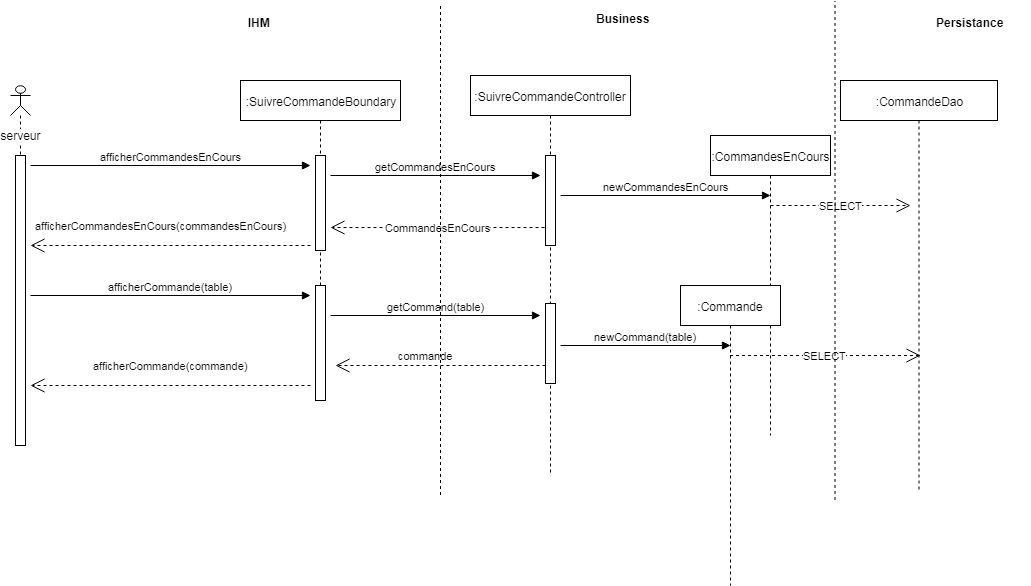 IHM
Business
Persistance
:SuivreCommandeBoundary
:SuivreCommandeController
:CommandeDao
serveur
:CommandesEnCours
afficherCommandesEnCours
getCommandesEnCours
newCommandesEnCours
SELECT
afficherCommandesEnCours(commandesEnCours)
CommandesEnCours
afficherCommande(table)
getCommand(table)
:Commande
newCommand(table)
SELECT
commande
afficherCommande(commande)